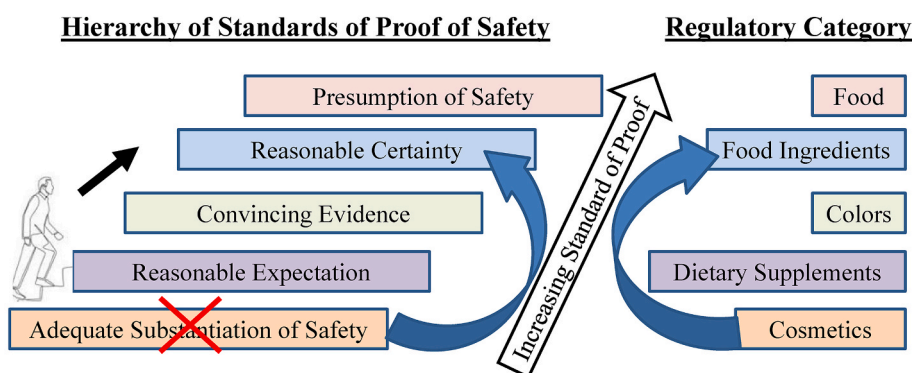 Hierarchy of Standards of Proof of Safety
Regulatory Category
Presumption of Safety
Food
Reasonable Certainty
Food Ingredients
Convincing Evidence
Colors
Reasonable Expectation
Dietary Supplements
Adequate Substantiation of Safety
Cosmetics
Increasing Standard of Proof